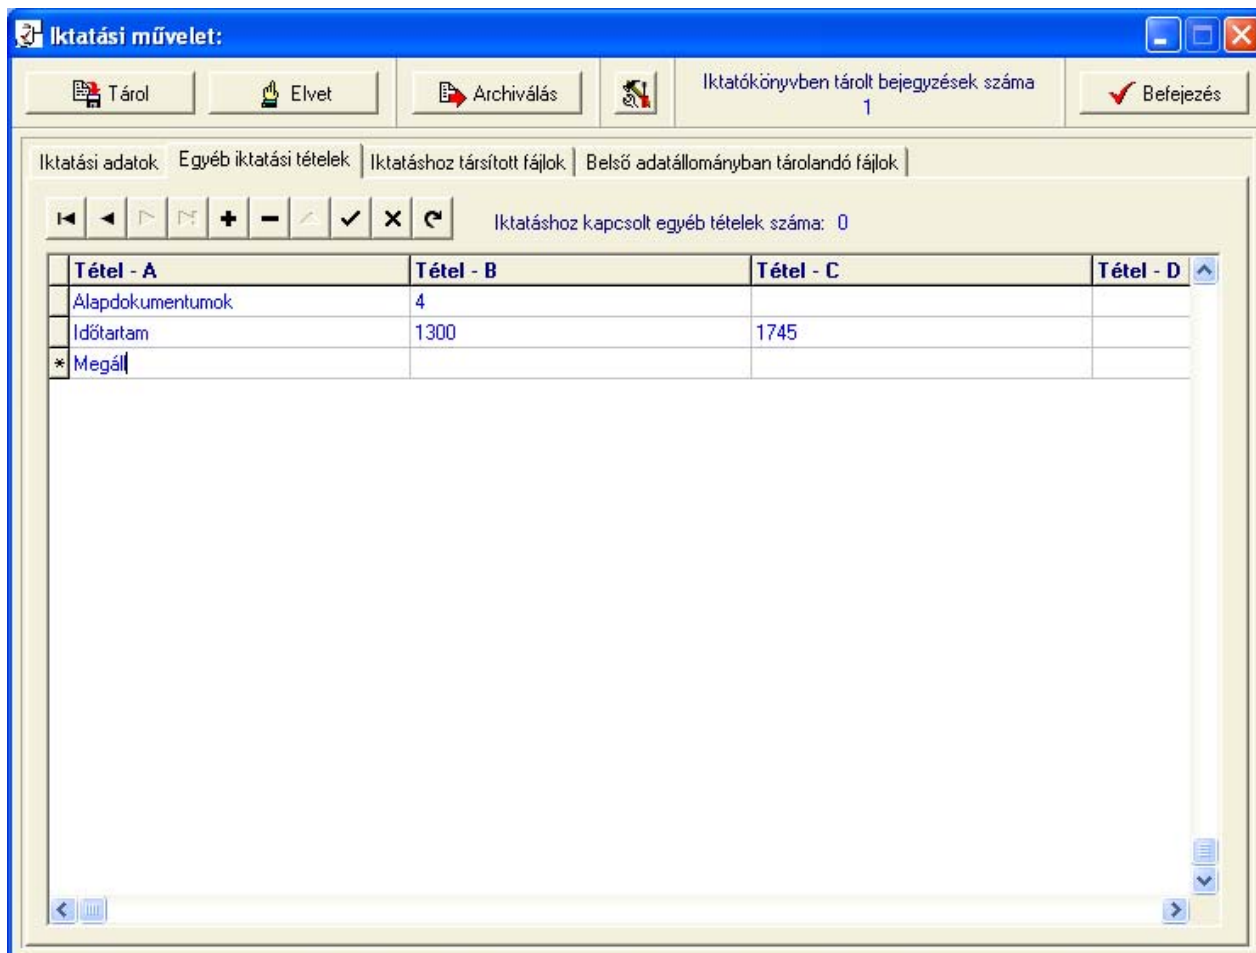 Iktatási művelet:
Tárol Elvet Archiválás Iktatókönyvben tárolt bejegyzések száma Befejezés
1
Iktatási adatok Egyéb iktatási tételek Iktatáshoz társított fájlok Belső adatállományban tárolandó fájlok
Iktatáshoz kapcsolt egyéb tételek száma: 0
Tétel - A Tétel - B Tétel - C Tétel - D
Alapdokumentumok 4
Időtartam 1300 1745
* Megáll